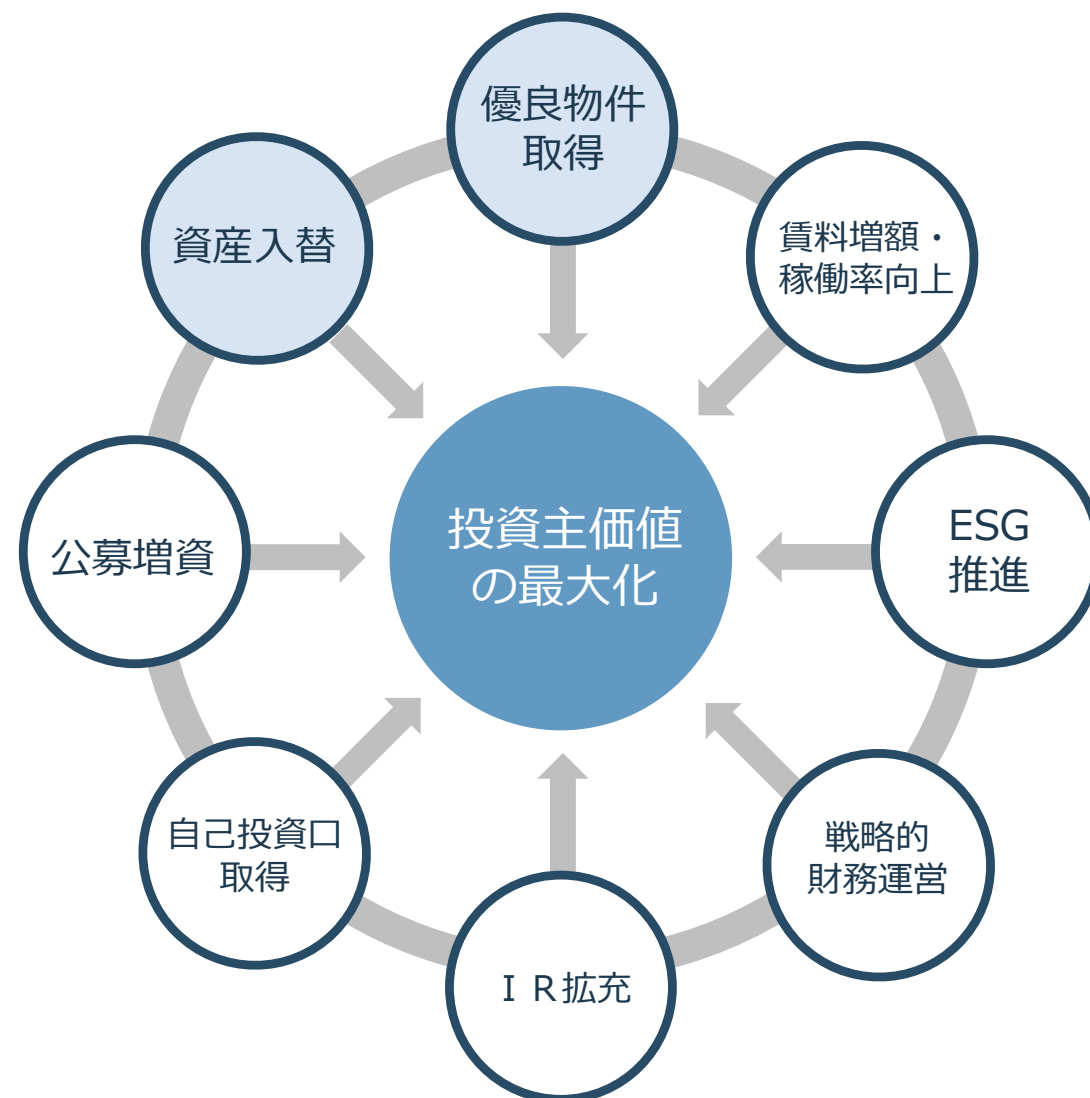 優良物件
取得
賃料増額・
稼働率向上
ESG
推進
戦略的
財務運営
ＩＲ拡充
自己投資口
取得
公募増資
資産入替
投資主価値
の最大化